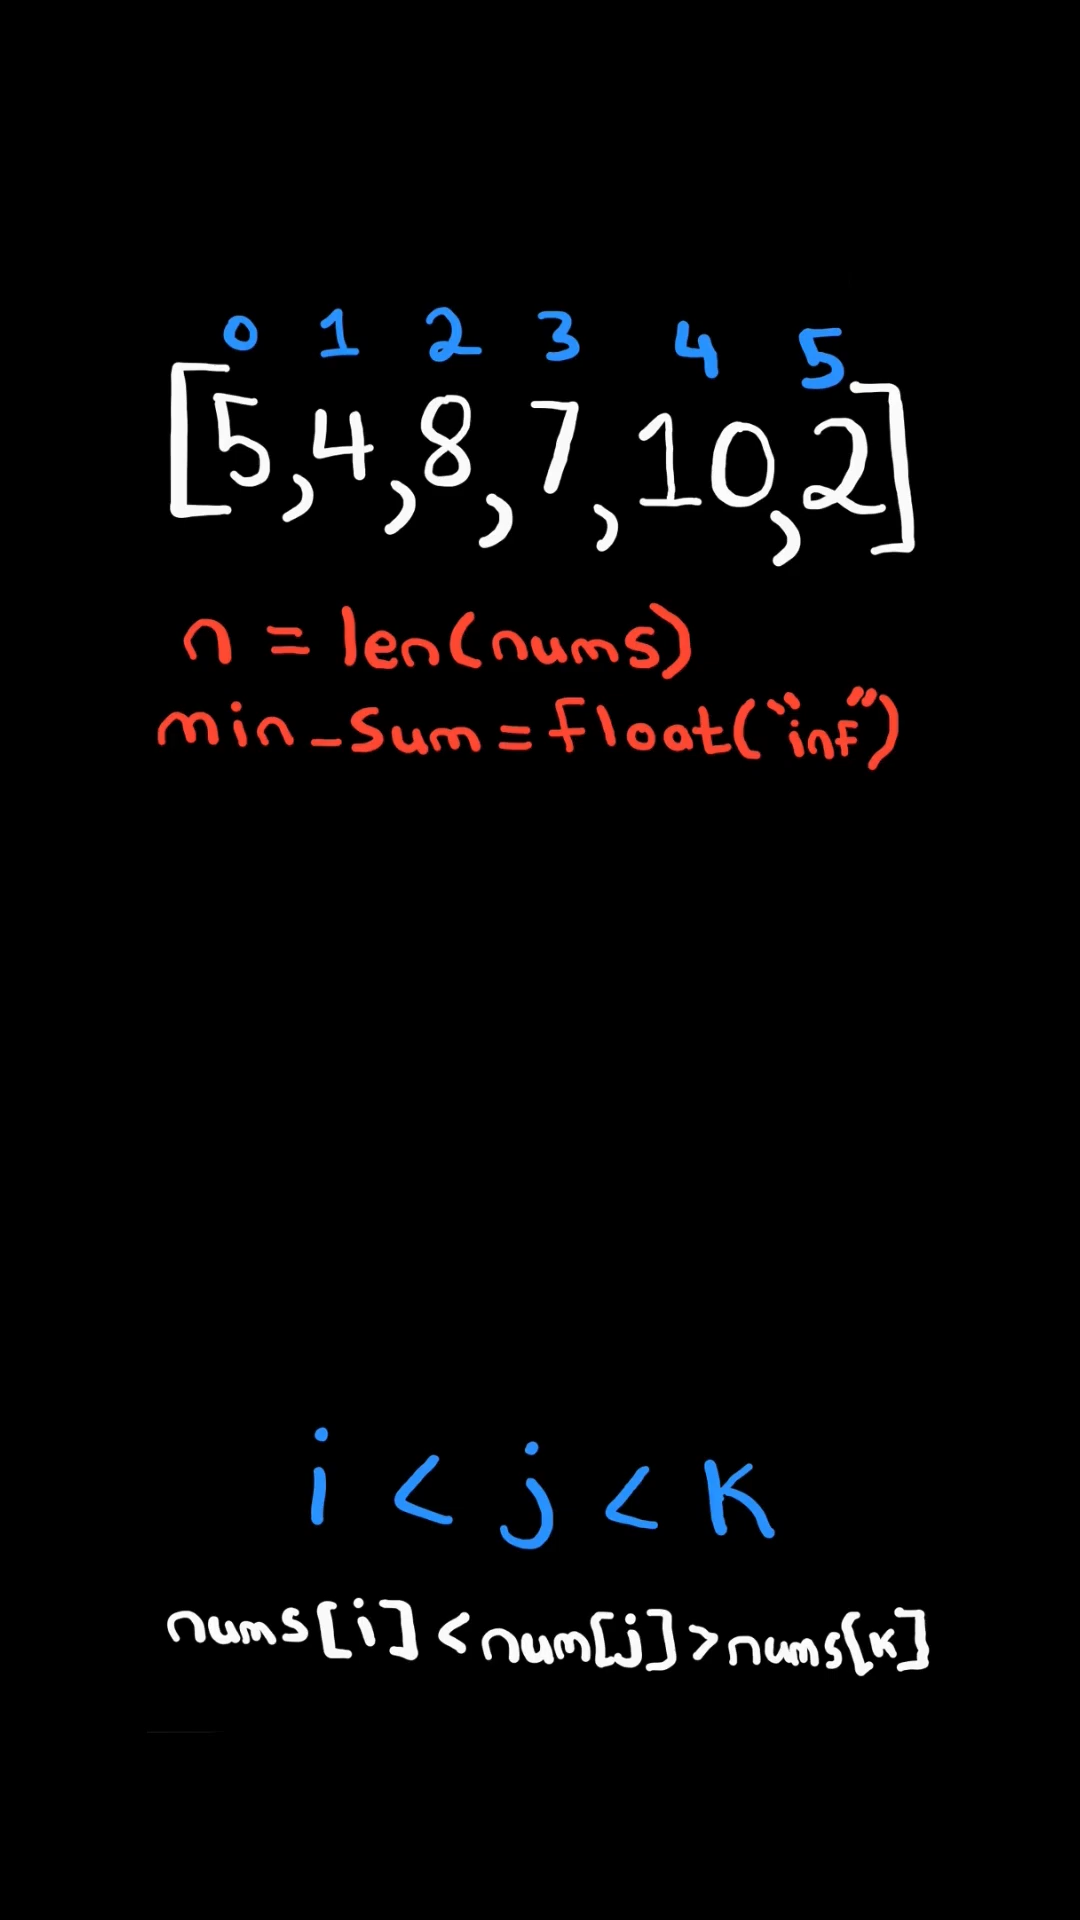 0 1 2 3 4 5
[5,4,8,7,10,2]
n = len(nums)
min_sum = float("inf")
i < j < k
nums[i] < num[j] > nums[k]